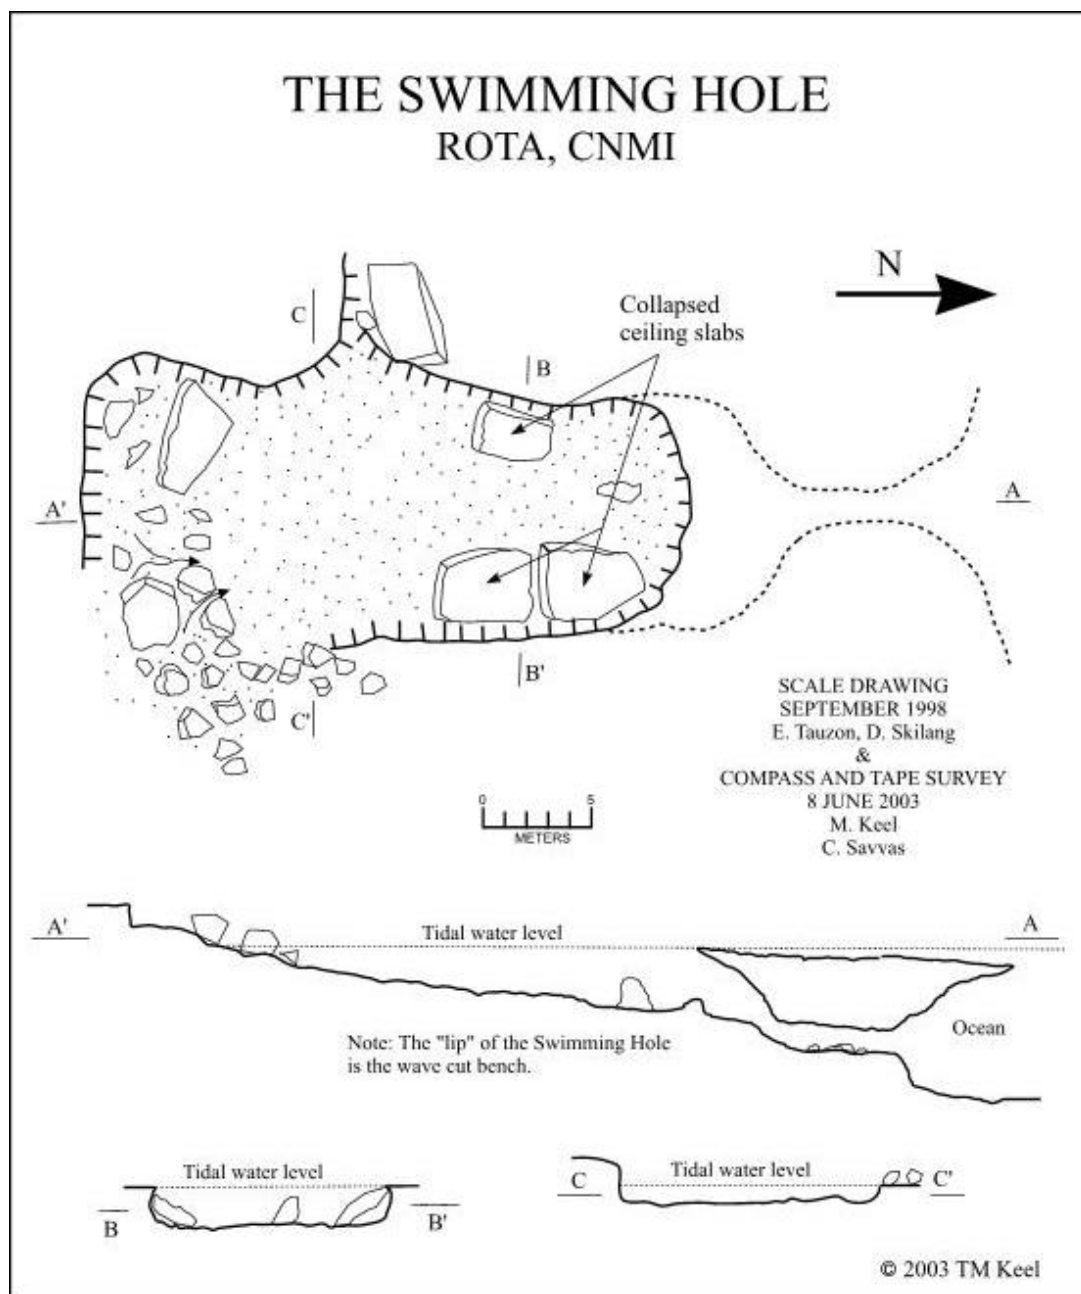 THE SWIMMING HOLE
ROTA, CNMI
N
C
Collapsed
ceiling slabs
B
A'
A
B'
C'
SCALE DRAWING
SEPTEMBER 1998
E. Tauzon, D. Skilang
&
COMPASS AND TAPE SURVEY
8 JUNE 2003
M. Keel
C. Savvas
0 5
METERS
A'
Tidal water level
A
Ocean
Note: The "lip" of the Swimming Hole
is the wave cut bench.
Tidal water level
B
B'
C
Tidal water level
C'
© 2003 TM Keel